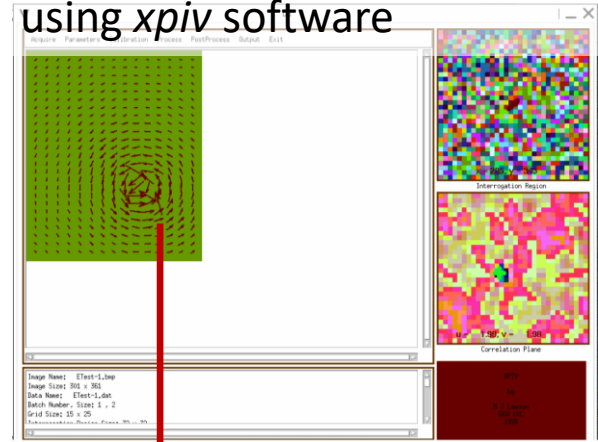 using xpiv software
Acquire Parameters Calibration Process PostProcess Output Exit
Interrogation Region
Correlation Plane
Image Name: ETest-1.bmp
Image Size: 301 x 361
Data Name: ETest-1.dat
Batch Number, Size: 1 , 2
Grid Size: 15 x 25